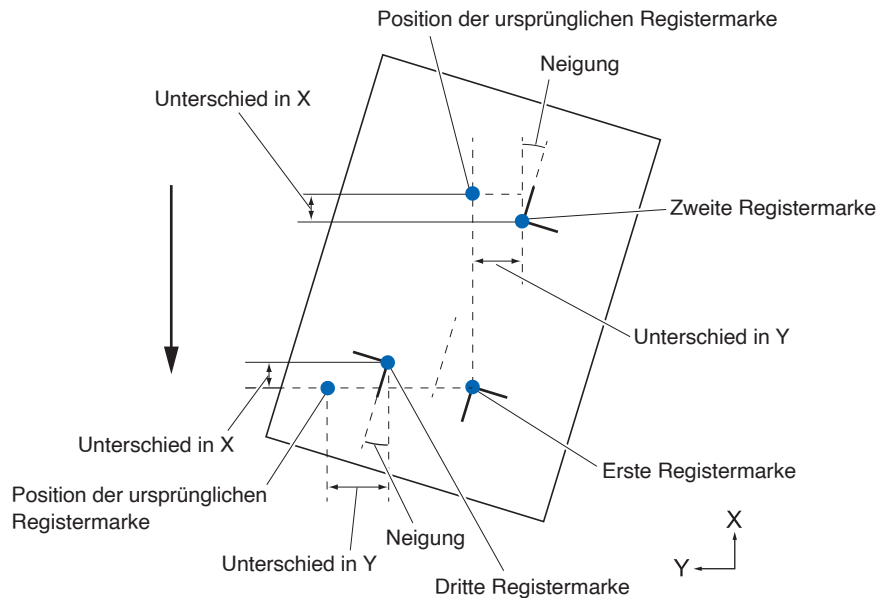 Position der ursprünglichen Registermarke
Neigung
Unterschied in X
Zweite Registermarke
Unterschied in Y
Unterschied in X
Erste Registermarke
Position der ursprünglichen
Registermarke
Neigung
Unterschied in Y
Dritte Registermarke
X
Y